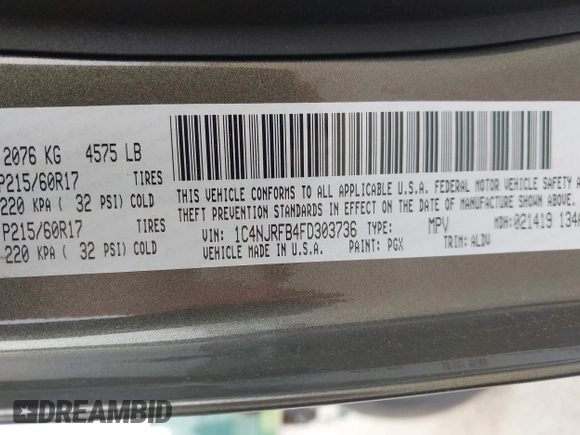 2076 KG 4575 LB
P215/60R17 TIRES
220 KPA ( 32 PSI) COLD
P215/60R17 TIRES
220 KPA ( 32 PSI) COLD
THIS VEHICLE CONFORMS TO ALL APPLICABLE U.S.A. FEDERAL MOTOR VEHICLE SAFETY A
THEFT PREVENTION STANDARDS IN EFFECT ON THE DATE OF MANUFACTURE SHOWN ABOVE.
VIN: 1C4NJRFB4FD303736 TYPE: MPV MDH: 021419 134
VEHICLE MADE IN U.S.A. PAINT: PGX TRIM: ALDV
DREAMBID